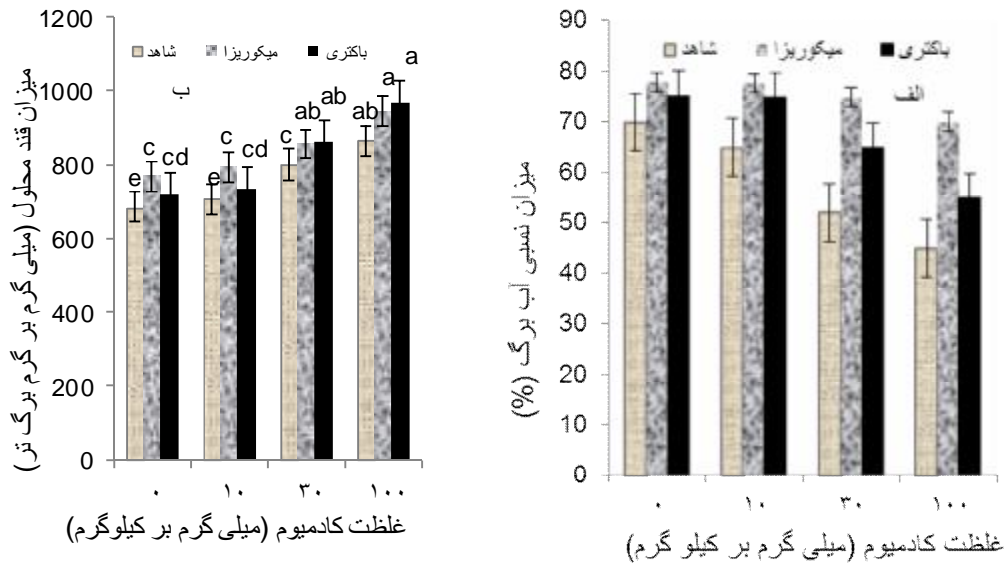 1200
1000
800
600
400
200
0
میزان قند محلول (میلی گرم بر گرم برگ تر)
شاهد میکوریزا باکتری
ب
e c cd
e c cd
c ab ab
ab a a
۰ ۱۰ ۳۰ ۱۰۰
غلظت کادمیوم (میلی گرم بر کیلوگرم)
90
80
70
60
50
40
30
20
10
0
میزان نسبی آب برگ (%)
شاهد میکوریزا باکتری
الف
۰ ۱۰ ۳۰ ۱۰۰
غلظت کادمیوم (میلی گرم بر کیلو گرم)